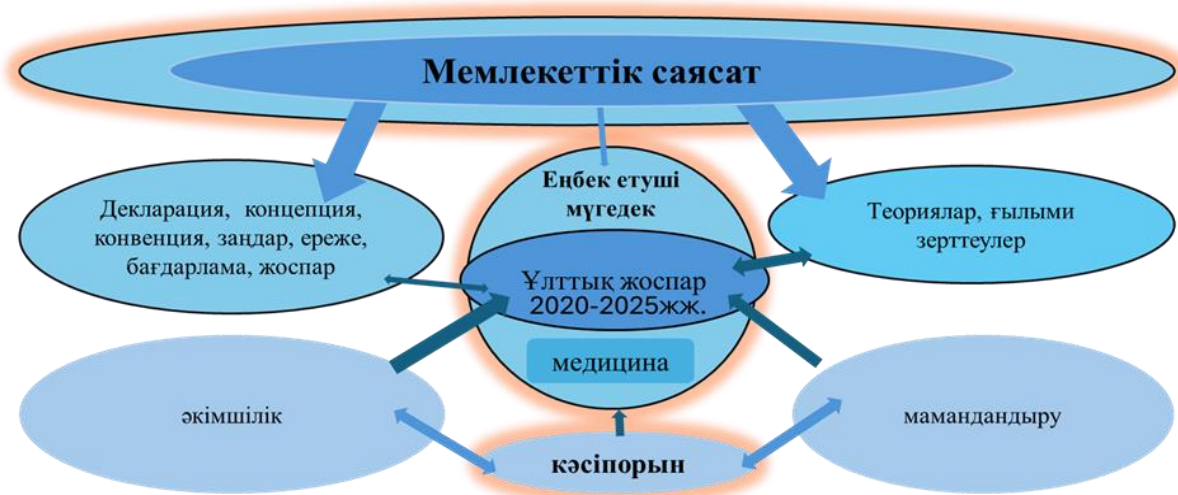 Мемлекеттік саясат
Еңбек етуші
мүгедек
Декларация, концепция,
конвенция, заңдар, ереже,
бағдарлама, жоспар
Теориялар, ғылыми
зерттеулер
Ұлттық жоспар
2020-2025жж.
медицина
әкімшілік
мамандандыру
кәсіпорын